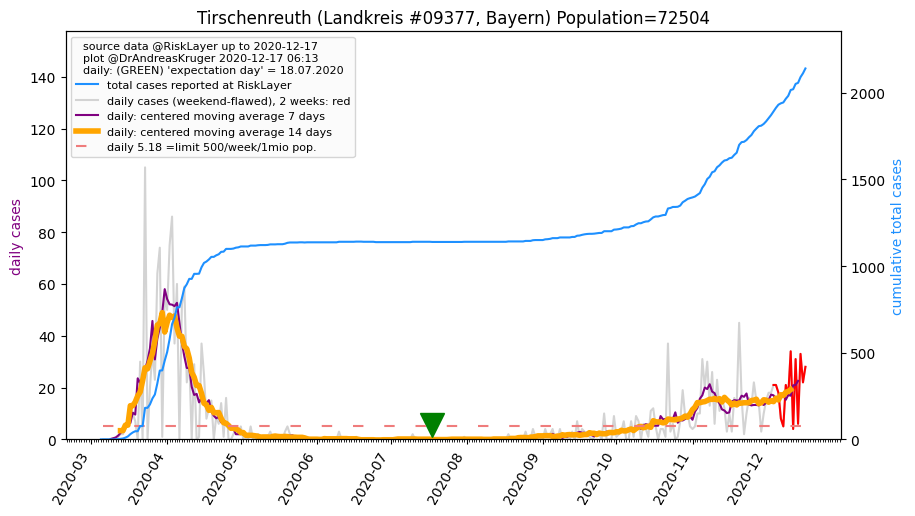 Tirschenreuth (Landkreis #09377, Bayern) Population=72504
source data @RiskLayer up to 2020-12-17
plot @DrAndreasKruger 2020-12-17 06:13
daily: (GREEN) 'expectation day' = 18.07.2020
total cases reported at RiskLayer
daily cases (weekend-flawed), 2 weeks: red
daily: centered moving average 7 days
daily: centered moving average 14 days
daily 5.18 =limit 500/week/1mio pop.
daily cases
140
120
100
80
60
40
20
0
cumulative total cases
2000
1500
1000
500
0
2020-03
2020-04
2020-05
2020-06
2020-07
2020-08
2020-09
2020-10
2020-11
2020-12